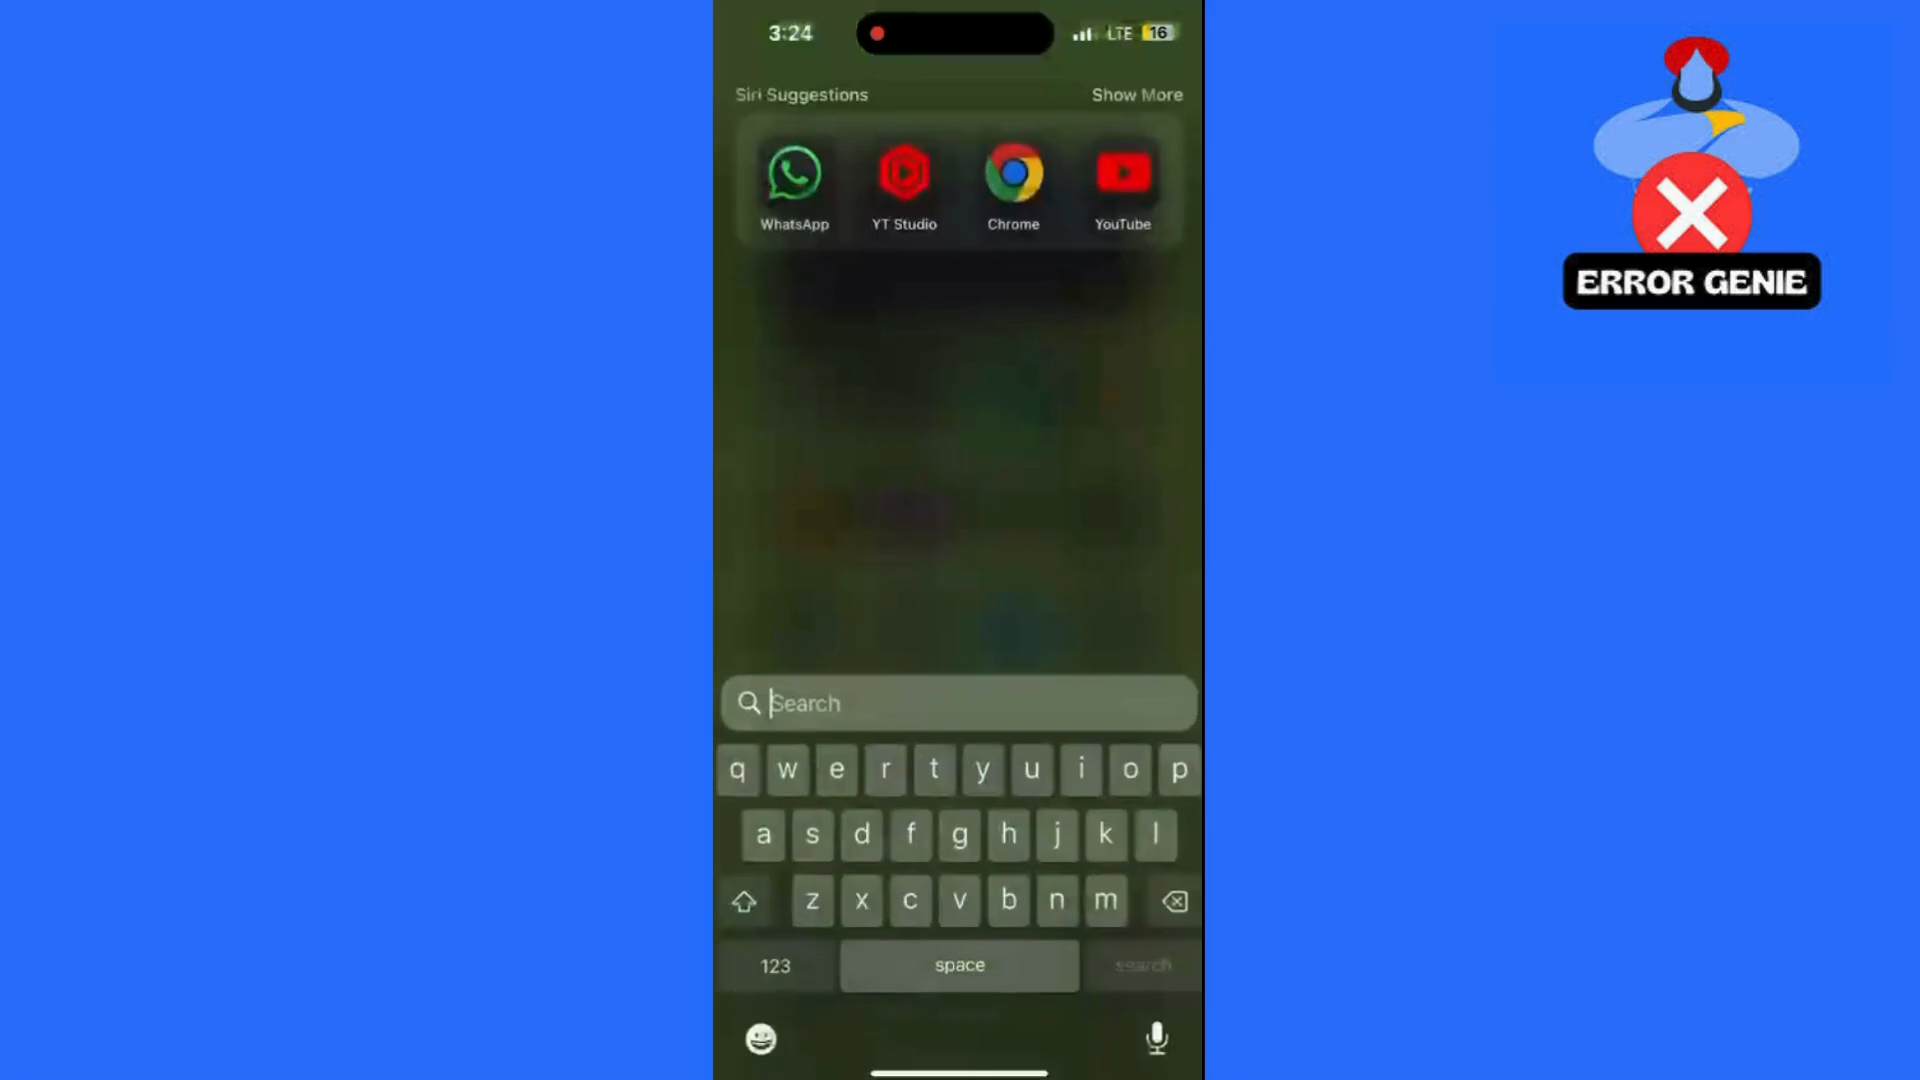 3:24
LTE 16
Siri Suggestions Show More
WhatsApp YT Studio Chrome YouTube
ERROR GENIE
Search
q w e r t y u i o p
a s d f g h j k l
z x c v b n m
123 space search